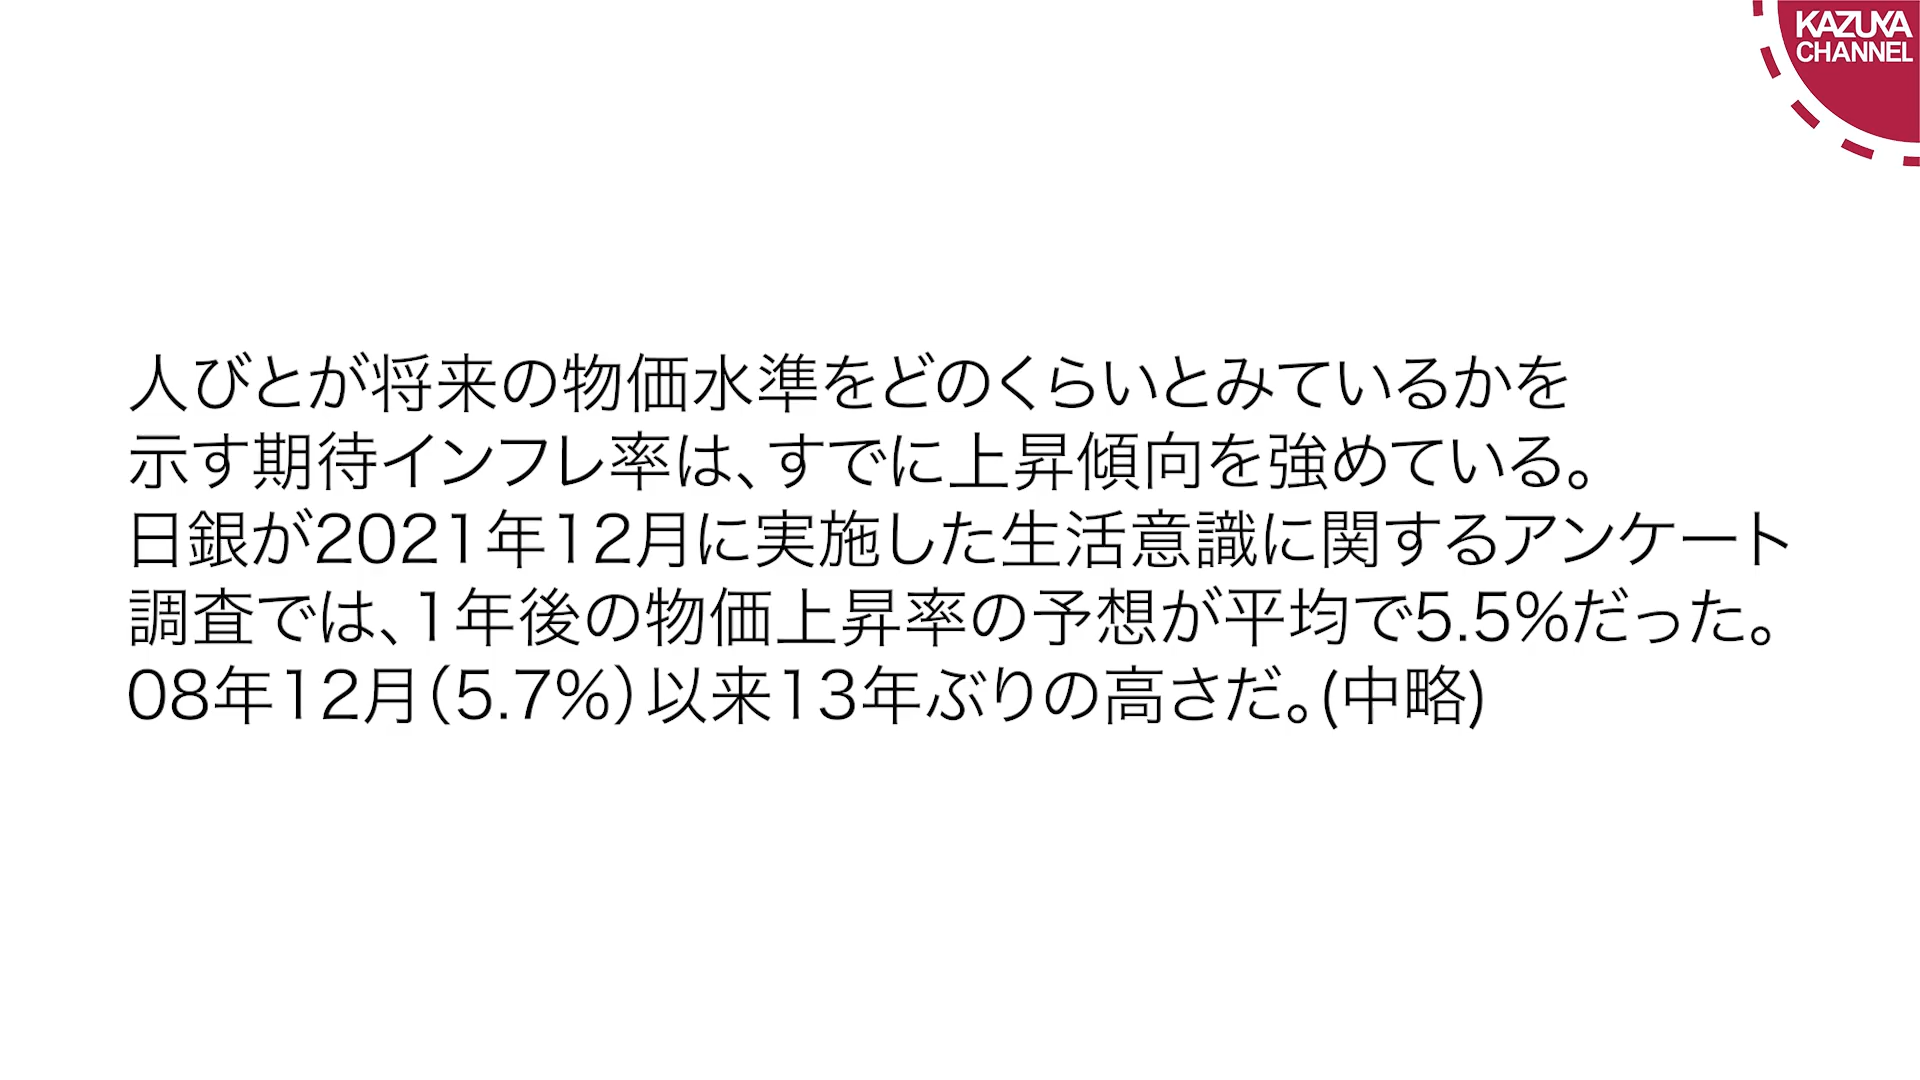 KAZUYA
CHANNEL
人びとが将来の物価水準をどのくらいとみているかを
示す期待インフレ率は、すでに上昇傾向を強めている。
日銀が2021年12月に実施した生活意識に関するアンケート
調査では、1年後の物価上昇率の予想が平均で5.5%だった。
08年12月（5.7%）以来13年ぶりの高さだ。(中略)